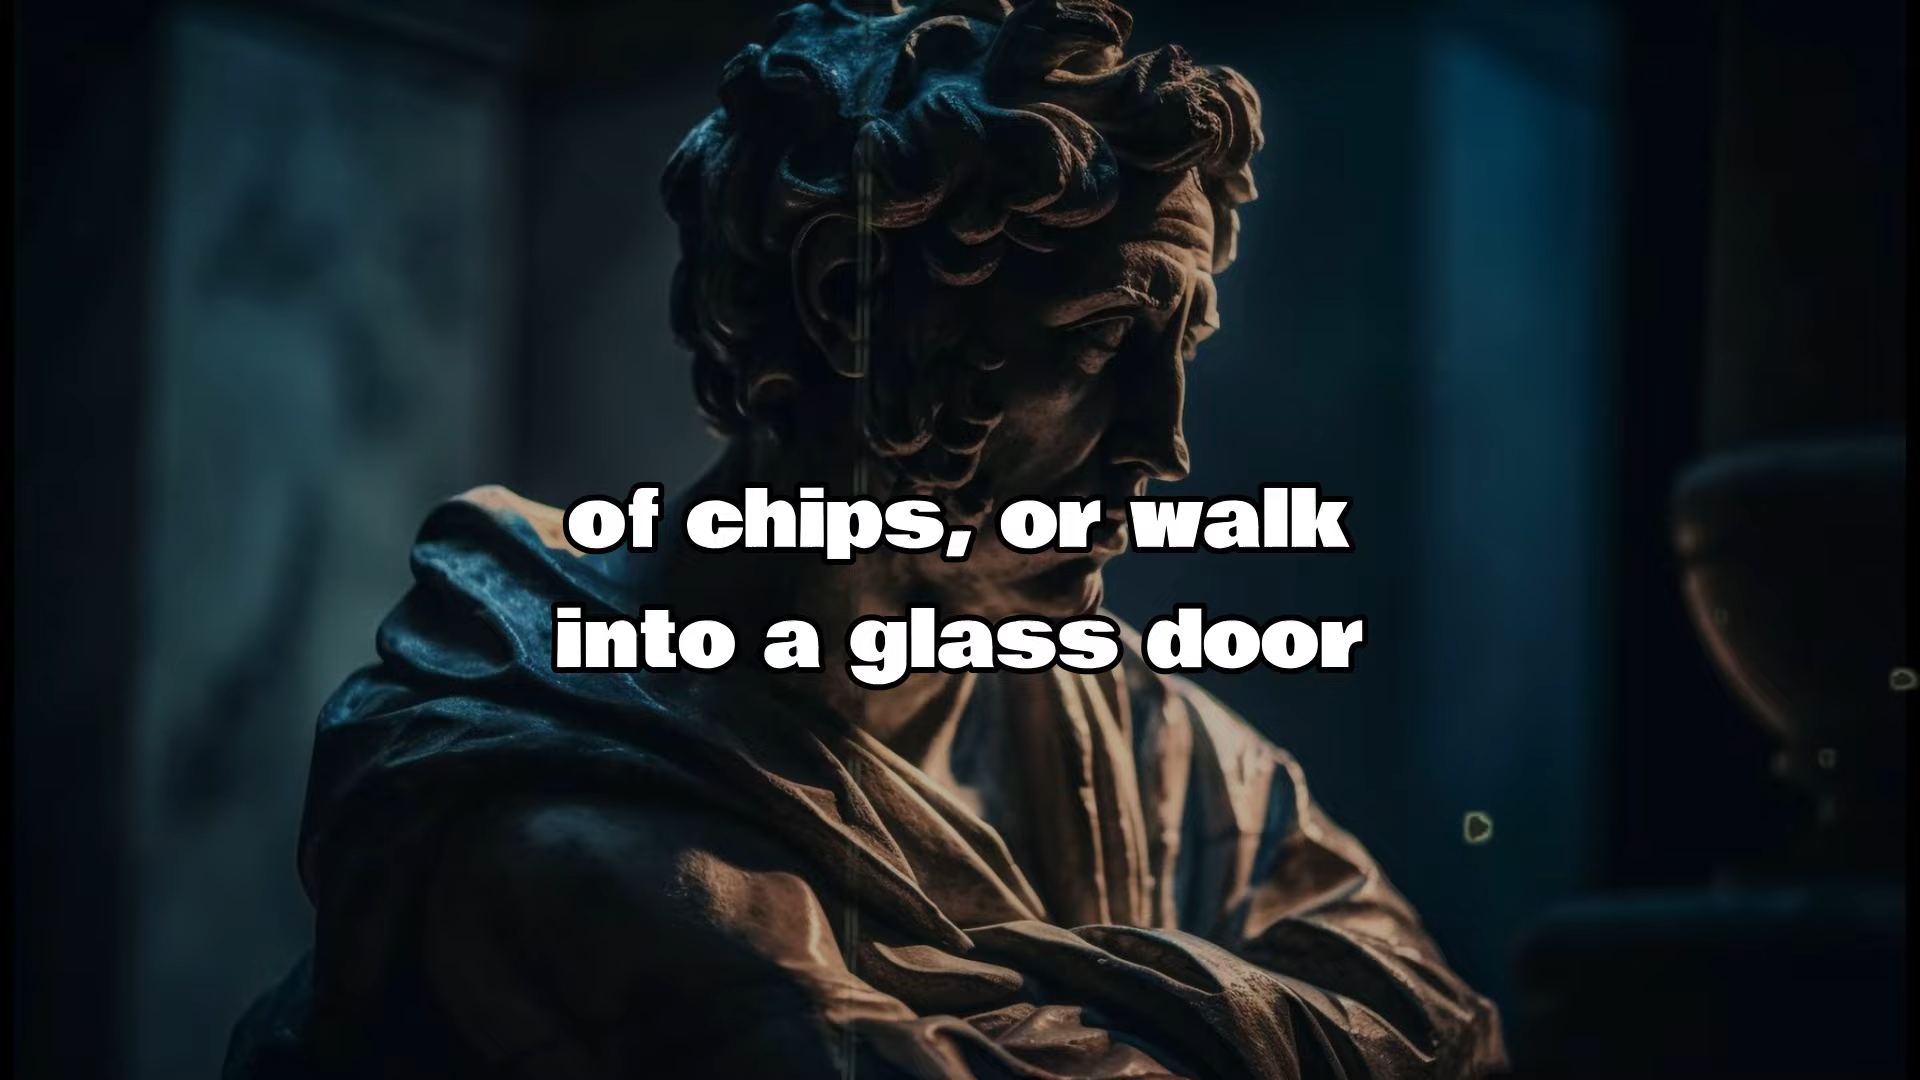 of chips, or walk
into a glass door